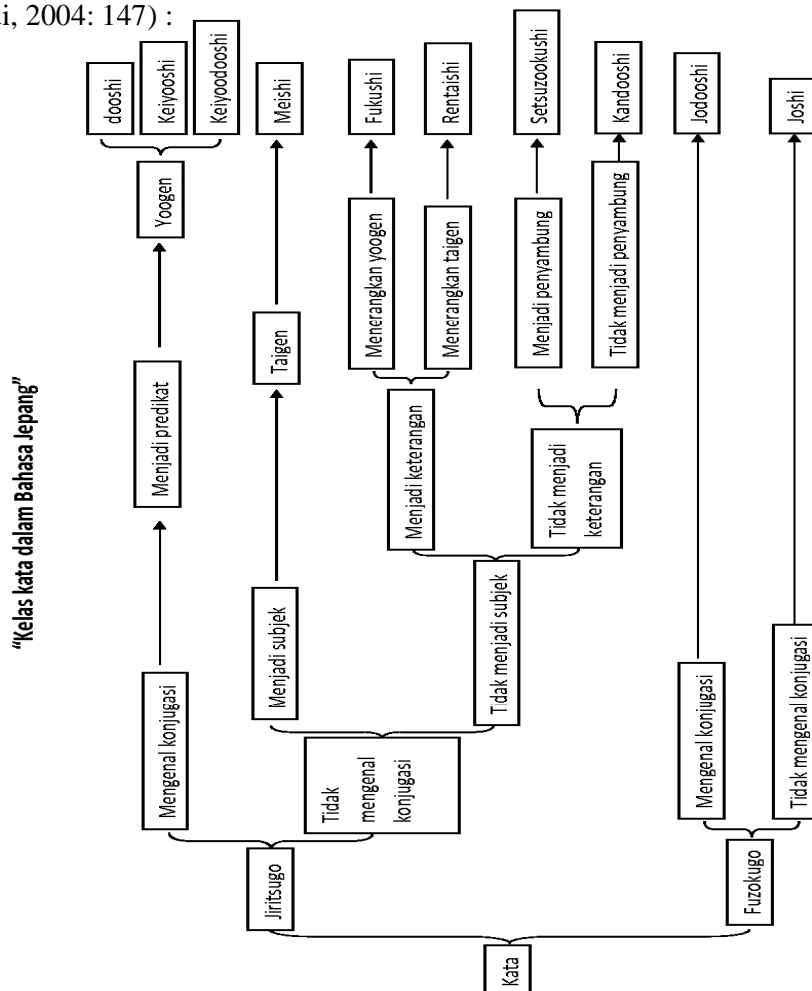 i, 2004: 147) :
“Kelas kata dalam Bahasa Jepang”
Kata
Jiritsugo
Mengenal konjugasi
Menjadi predikat
Yoogen
dooshi
Keiyooshi
Keiyoodooshi
Tidak
mengenal
konjugasi
Menjadi subjek
Taigen
Meishi
Tidak menjadi subjek
Menjadi keterangan
Menerangkan yoogen
Fukushi
Menerangkan taigen
Rentaishi
Tidak menjadi
keterangan
Menjadi penyambung
Setsuzookushi
Tidak menjadi penyambung
Kandooshi
Fuzokugo
Mengenal konjugasi
Jodooshi
Tidak mengenal konjugasi
Joshi